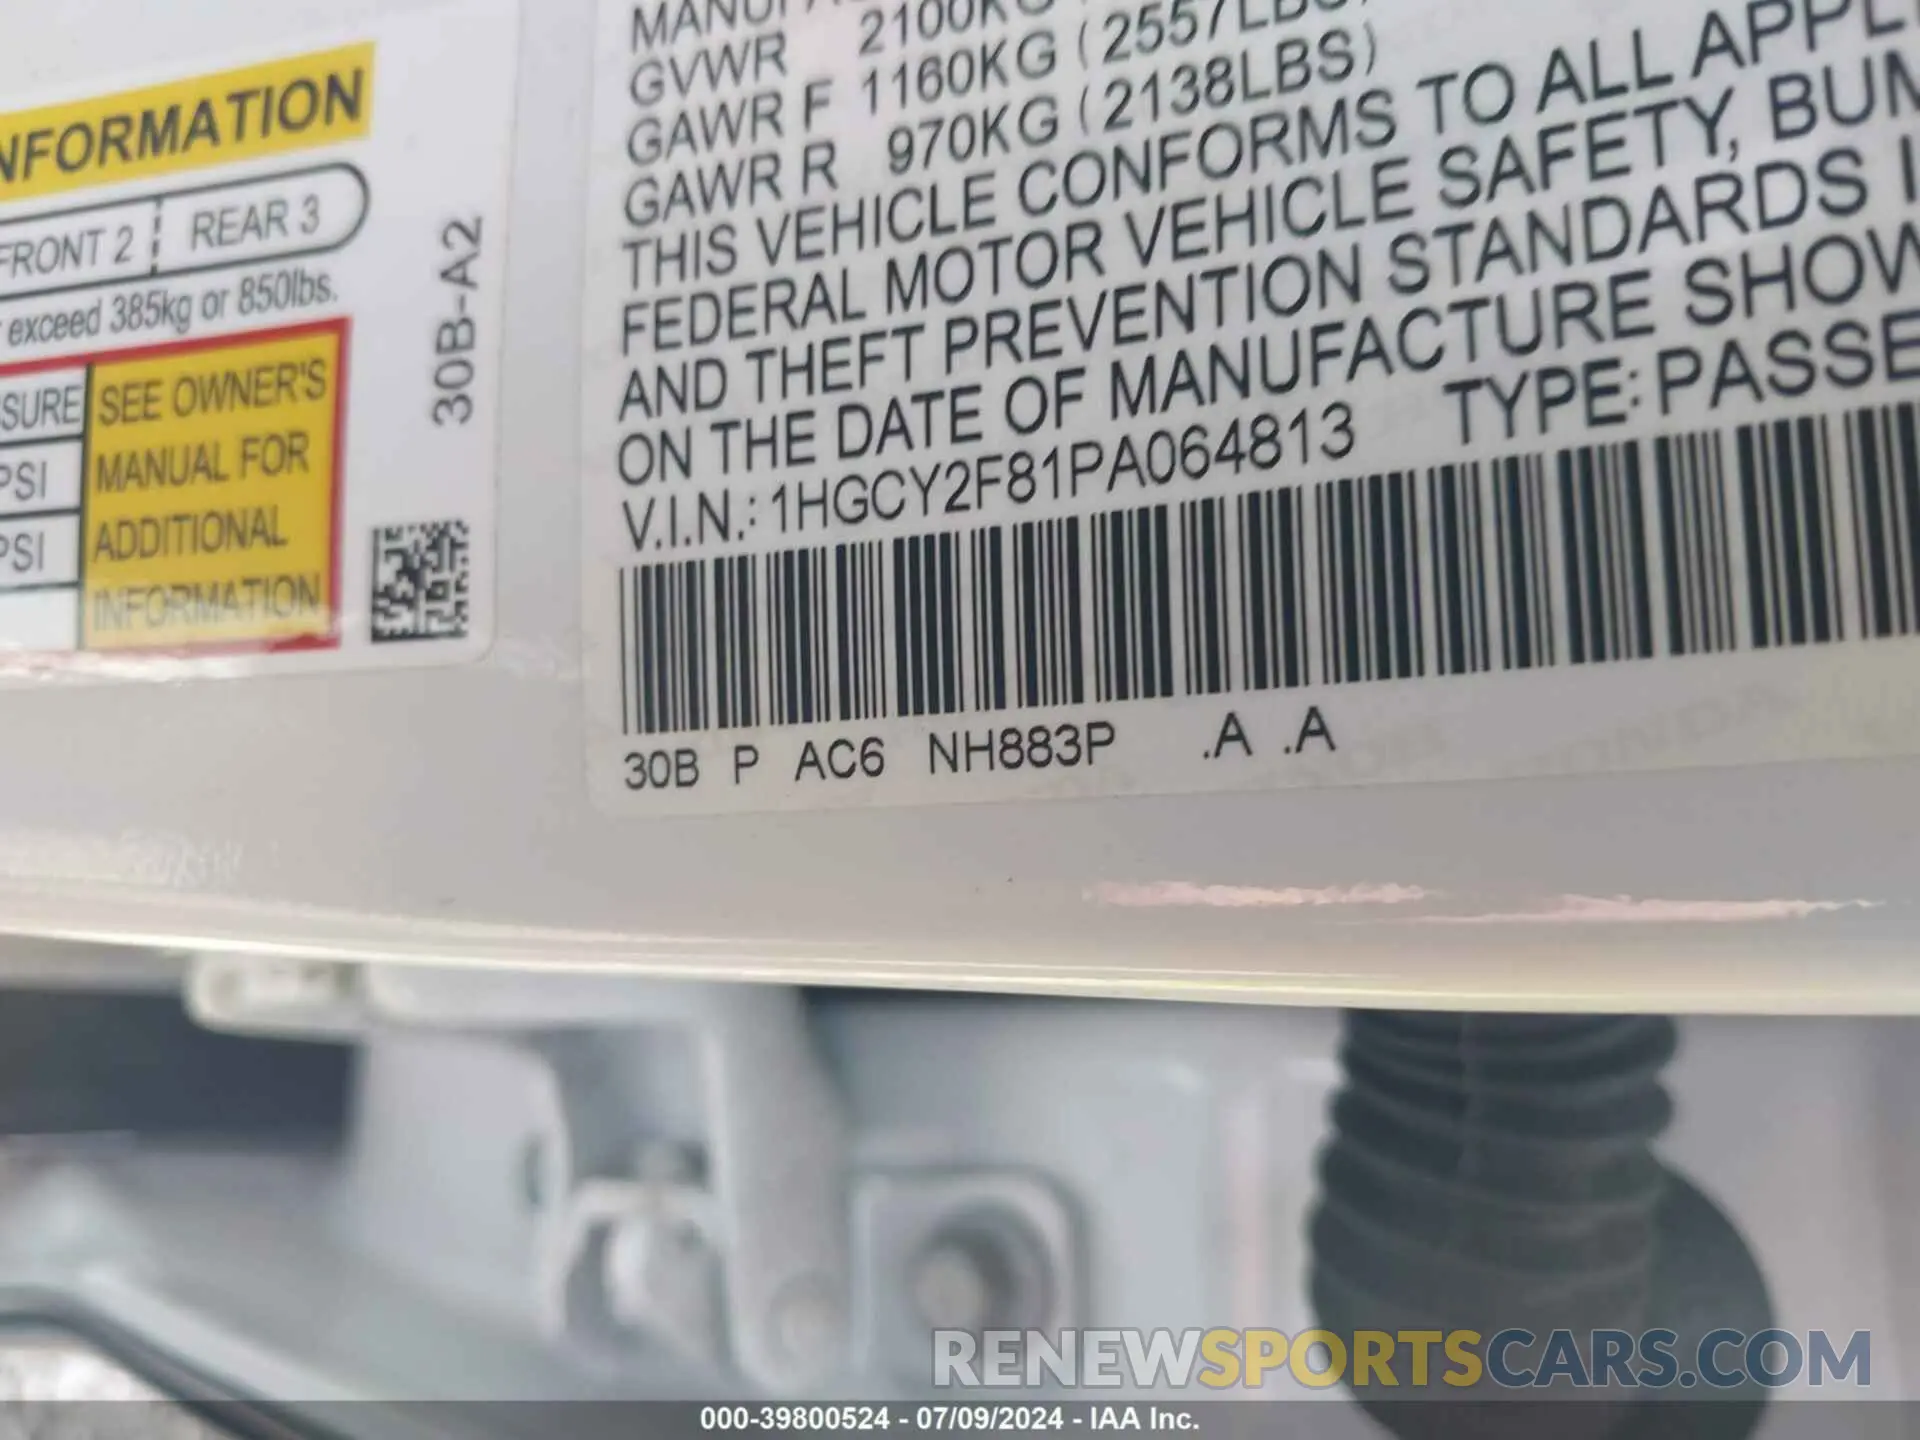 NFORMATION
FRONT 2 REAR 3
exceed 385kg or 850lbs.
SURE SEE OWNER'S
PSI MANUAL FOR
PSI ADDITIONAL
INFORMATION
30B-A2
GVWR 2100KG
GAWR F 1160KG (2557LBS)
GAWR R 970KG (2138LBS)
THIS VEHICLE CONFORMS TO ALL APPL
FEDERAL MOTOR VEHICLE SAFETY, BUM
AND THEFT PREVENTION STANDARDS I
ON THE DATE OF MANUFACTURE SHOW
V.I.N.: 1HGCY2F81PA064813 TYPE: PASSE
30B P AC6 NH883P .A .A
RENEWSPORTSCARS.COM
000-39800524 - 07/09/2024 - IAA Inc.